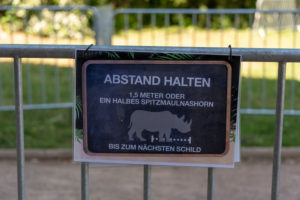 ABSTAND HALTEN
1,5 METER ODER
EIN HALBES SPITZMAULNASHORN
BIS ZUM NÄCHSTEN SCHILD